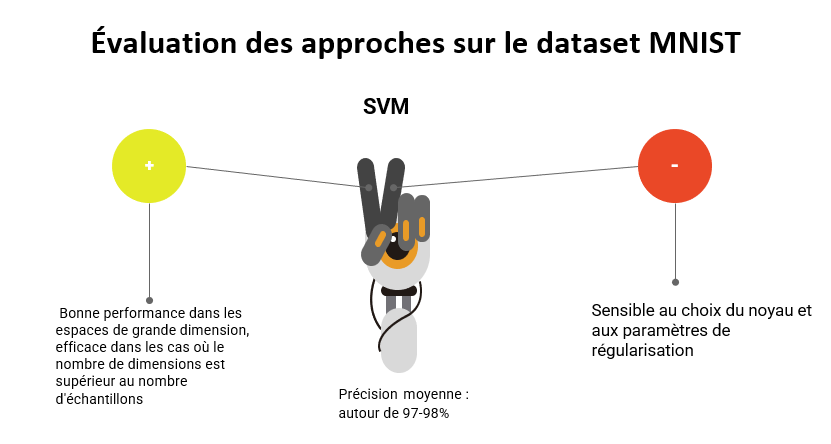 Évaluation des approches sur le dataset MNIST
SVM
+
-
Bonne performance dans les
espaces de grande dimension,
efficace dans les cas où le
nombre de dimensions est
supérieur au nombre
d'échantillons
Sensible au choix du noyau et
aux paramètres de
régularisation
Précision moyenne :
autour de 97-98%